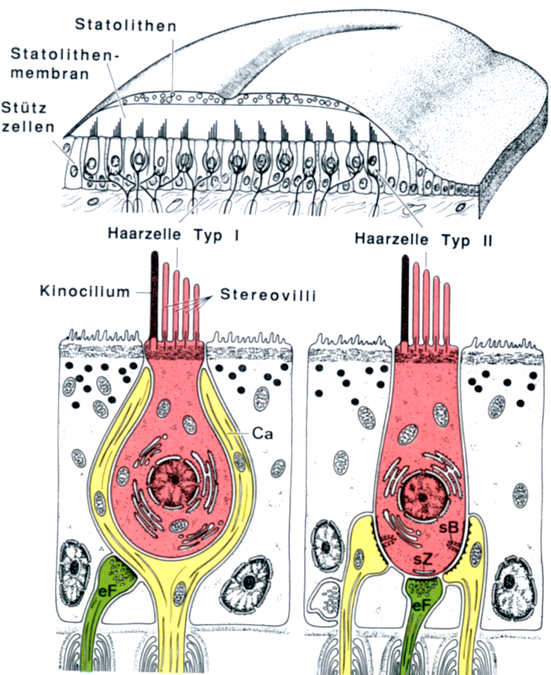 Statolithen
Statolithen-
membran
Stütz
zellen
Haarzelle Typ I
Haarzelle Typ II
Kinocilium
Stereovilli
Ca
sB
sZ
eF
eF